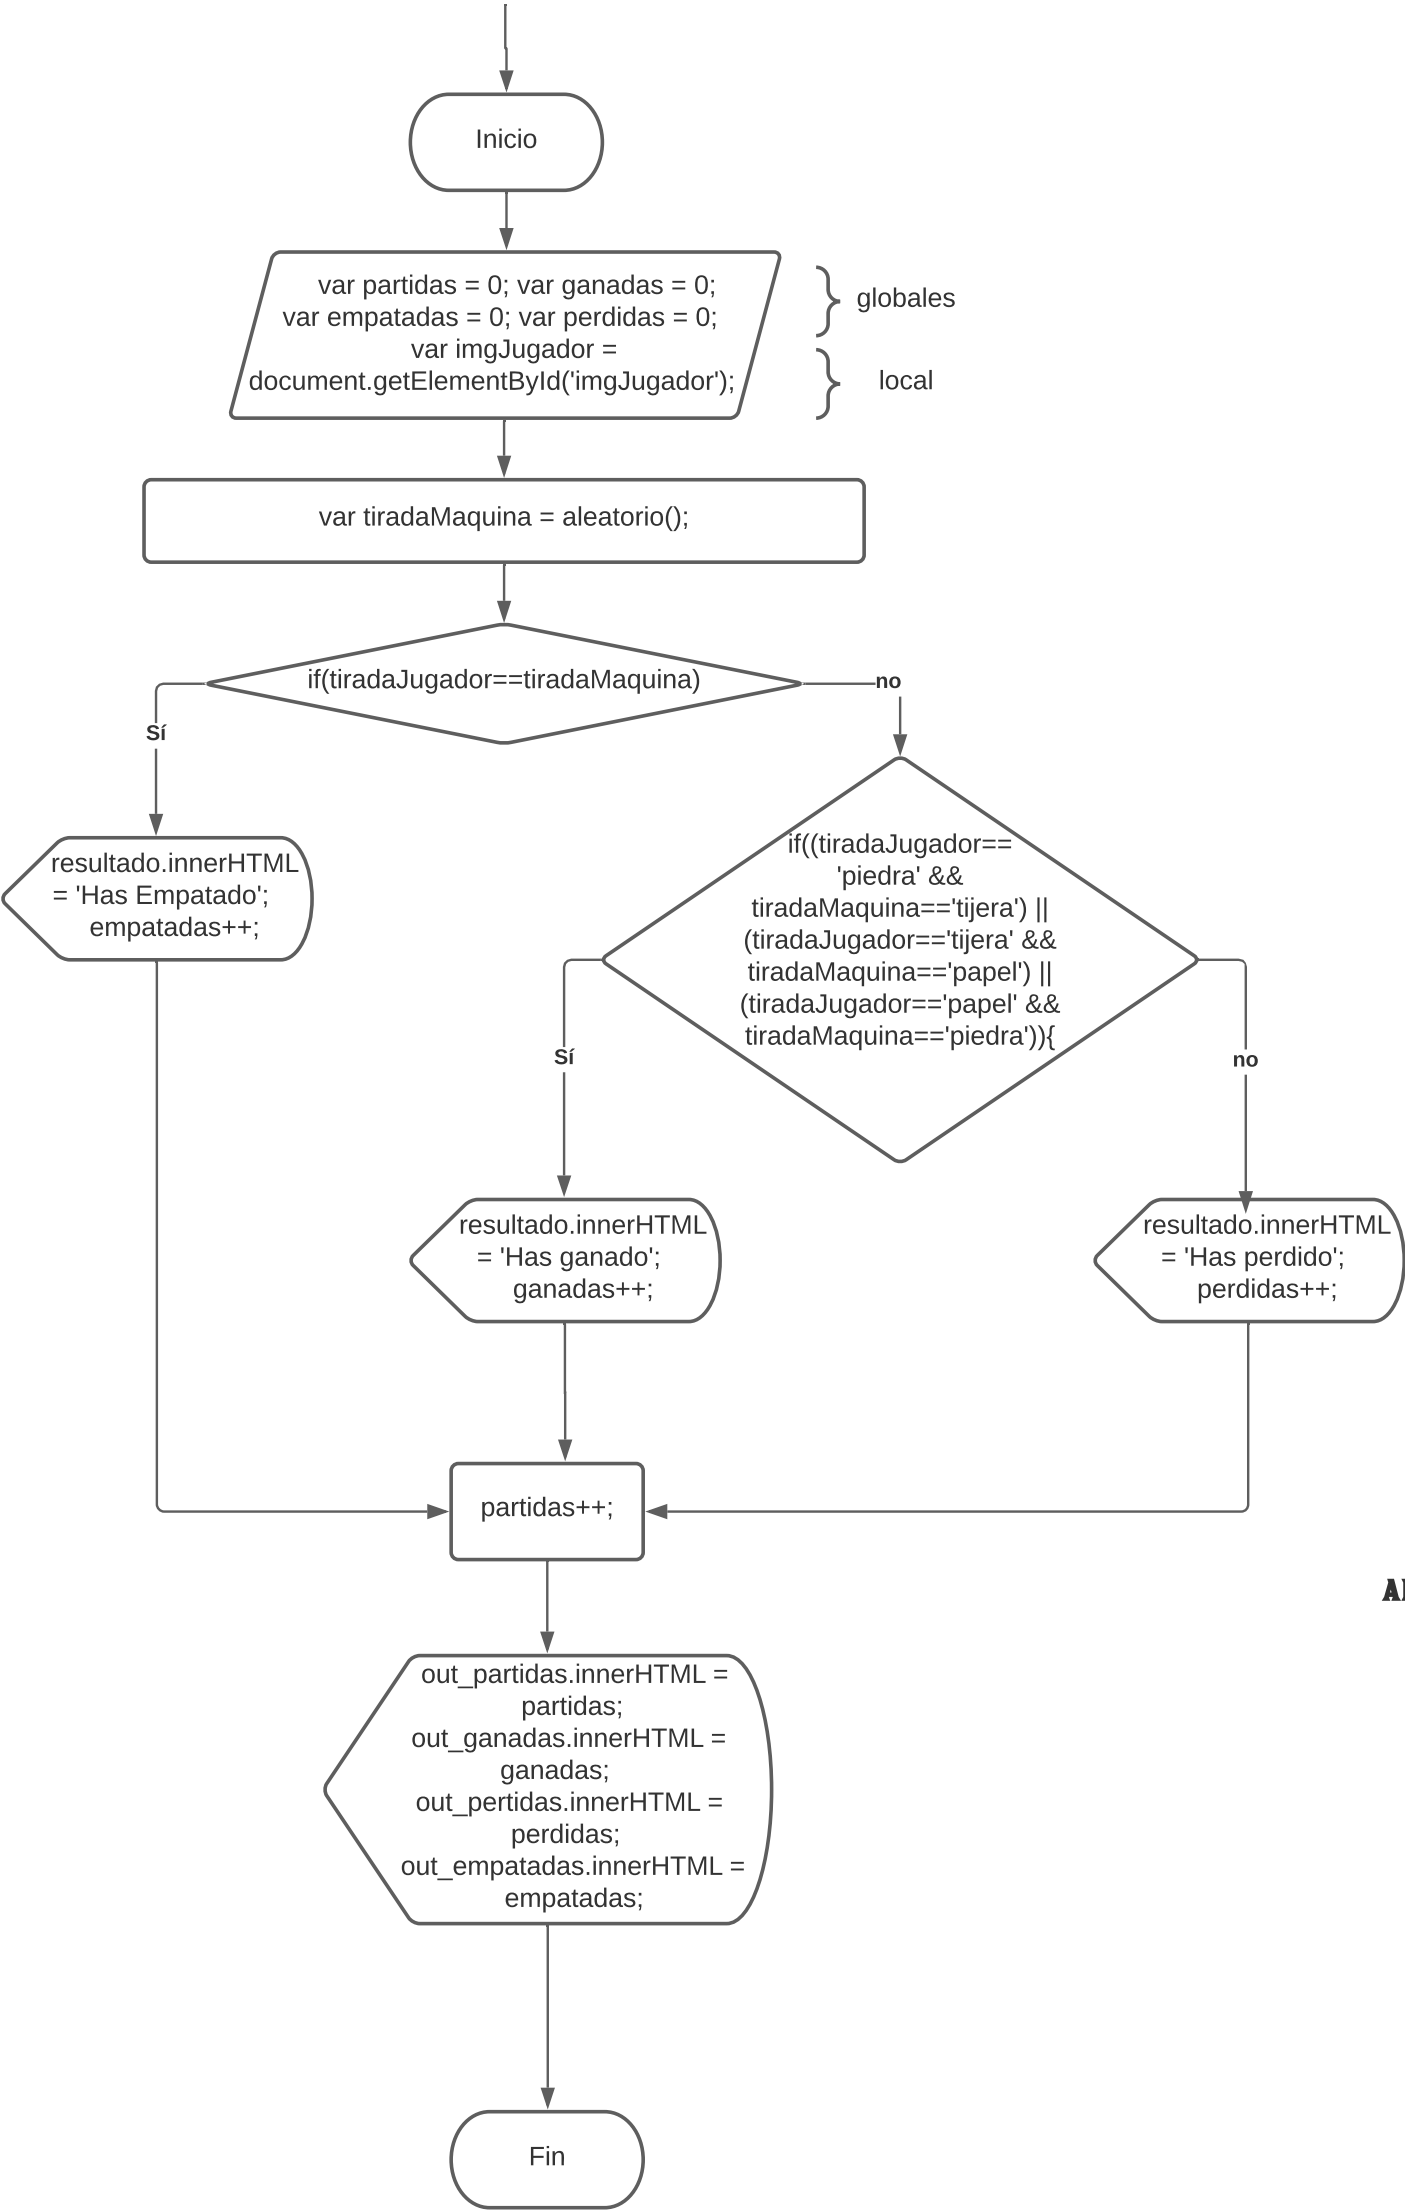 Inicio
var partidas = 0; var ganadas = 0;
var empatadas = 0; var perdidas = 0;
var imgJugador =
document.getElementById('imgJugador');
globales
local
var tiradaMaquina = aleatorio();
if(tiradaJugador==tiradaMaquina)
no
Sí
if((tiradaJugador==
'piedra' &&
tiradaMaquina=='tijera') ||
(tiradaJugador=='tijera' &&
tiradaMaquina=='papel') ||
(tiradaJugador=='papel' &&
tiradaMaquina=='piedra')){
resultado.innerHTML
= 'Has Empatado';
empatadas++;
Sí
no
resultado.innerHTML
= 'Has ganado';
ganadas++;
resultado.innerHTML
= 'Has perdido';
perdidas++;
partidas++;
out_partidas.innerHTML =
partidas;
out_ganadas.innerHTML =
ganadas;
out_pertidas.innerHTML =
perdidas;
out_empatadas.innerHTML =
empatadas;
Fin